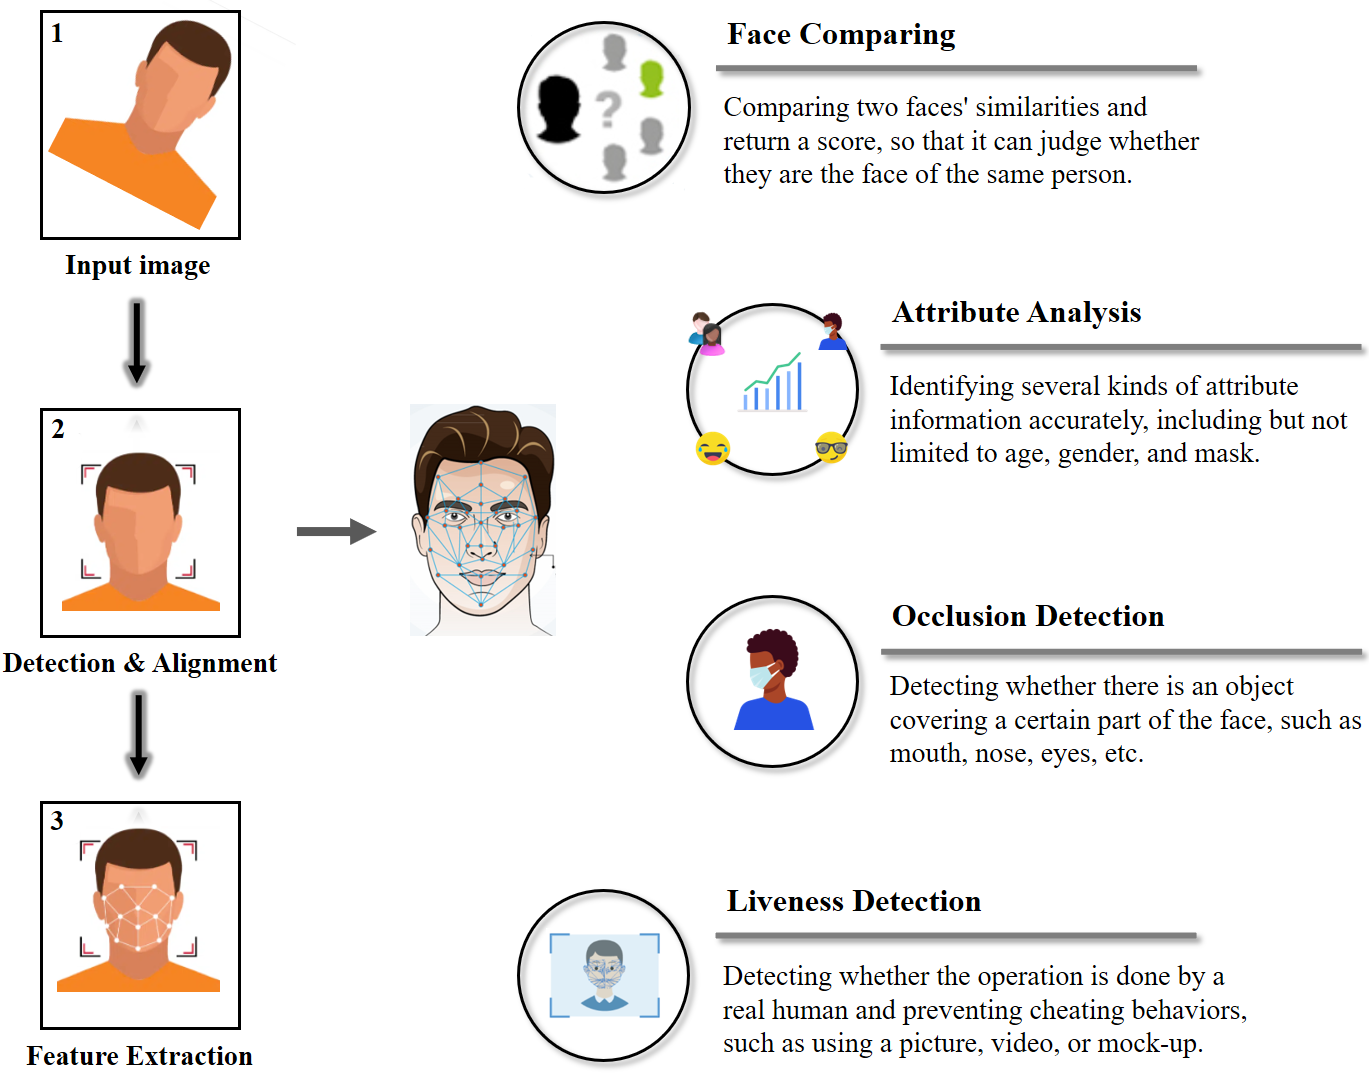 1
Input image
2
Detection & Alignment
3
Feature Extraction
Face Comparing
?
Comparing two faces' similarities and
return a score, so that it can judge whether
they are the face of the same person.
Attribute Analysis
Identifying several kinds of attribute
information accurately, including but not
limited to age, gender, and mask.
Occlusion Detection
Detecting whether there is an object
covering a certain part of the face, such as
mouth, nose, eyes, etc.
Liveness Detection
Detecting whether the operation is done by a
real human and preventing cheating behaviors,
such as using a picture, video, or mock-up.